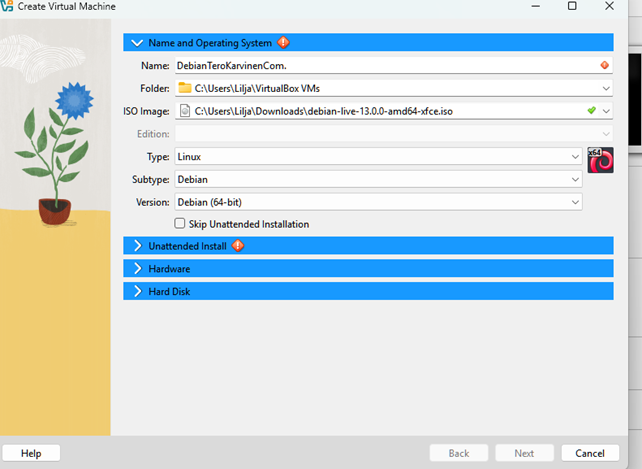 Create Virtual Machine
Name and Operating System
Name: DebianTeroKarvinenCom.
Folder: C:\Users\Lilja\VirtualBox VMs
ISO Image: C:\Users\Lilja\Downloads\debian-live-13.0.0-amd64-xfce.iso
Edition:
Type: Linux
x64
Subtype: Debian
Version: Debian (64-bit)
Skip Unattended Installation
Unattended Install
Hardware
Hard Disk
Help Back Next Cancel